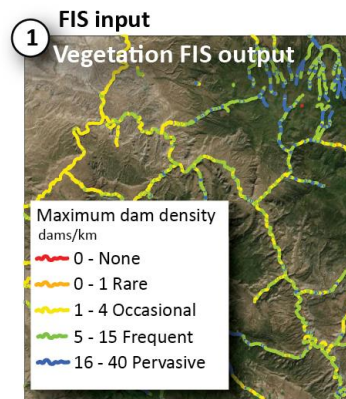 FIS input
1
Vegetation FIS output
Maximum dam density
dams/km
0 - None
0 - 1 Rare
1 - 4 Occasional
5 - 15 Frequent
16 - 40 Pervasive